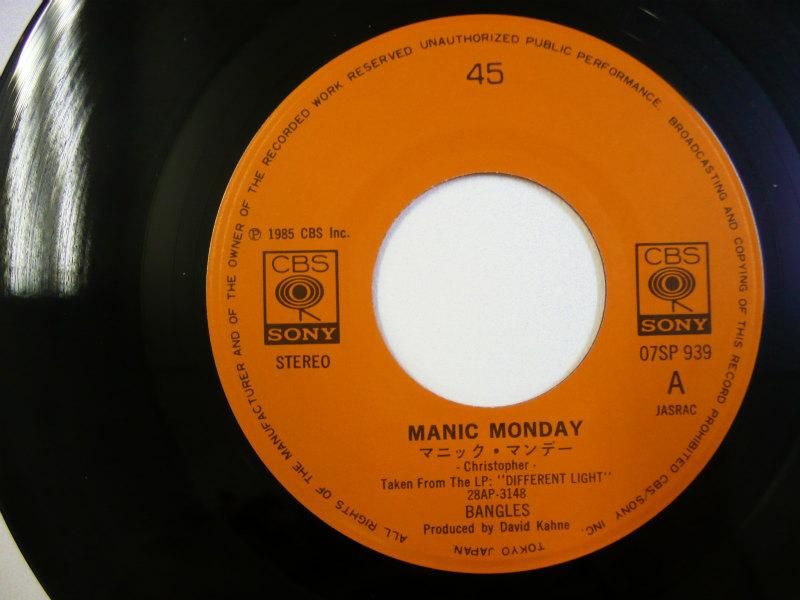 ALL RIGHTS OF THE MANUFACTURER AND OF THE OWNER OF THE RECORDED WORK RESERVED UNAUTHORIZED PUBLIC PERFORMANCE. BROADCASTING AND COPYING OF THIS RECORD PROHIBITED CBS/SONY INC. TOKYO JAPAN
45
℗ 1985 CBS Inc.
CBS
SONY
STEREO
CBS
SONY
07SP 939
A
JASRAC
MANIC MONDAY
マニック・マンデー
- Christopher -
Taken From The LP: "DIFFERENT LIGHT"
28AP-3148
BANGLES
Produced by David Kahne